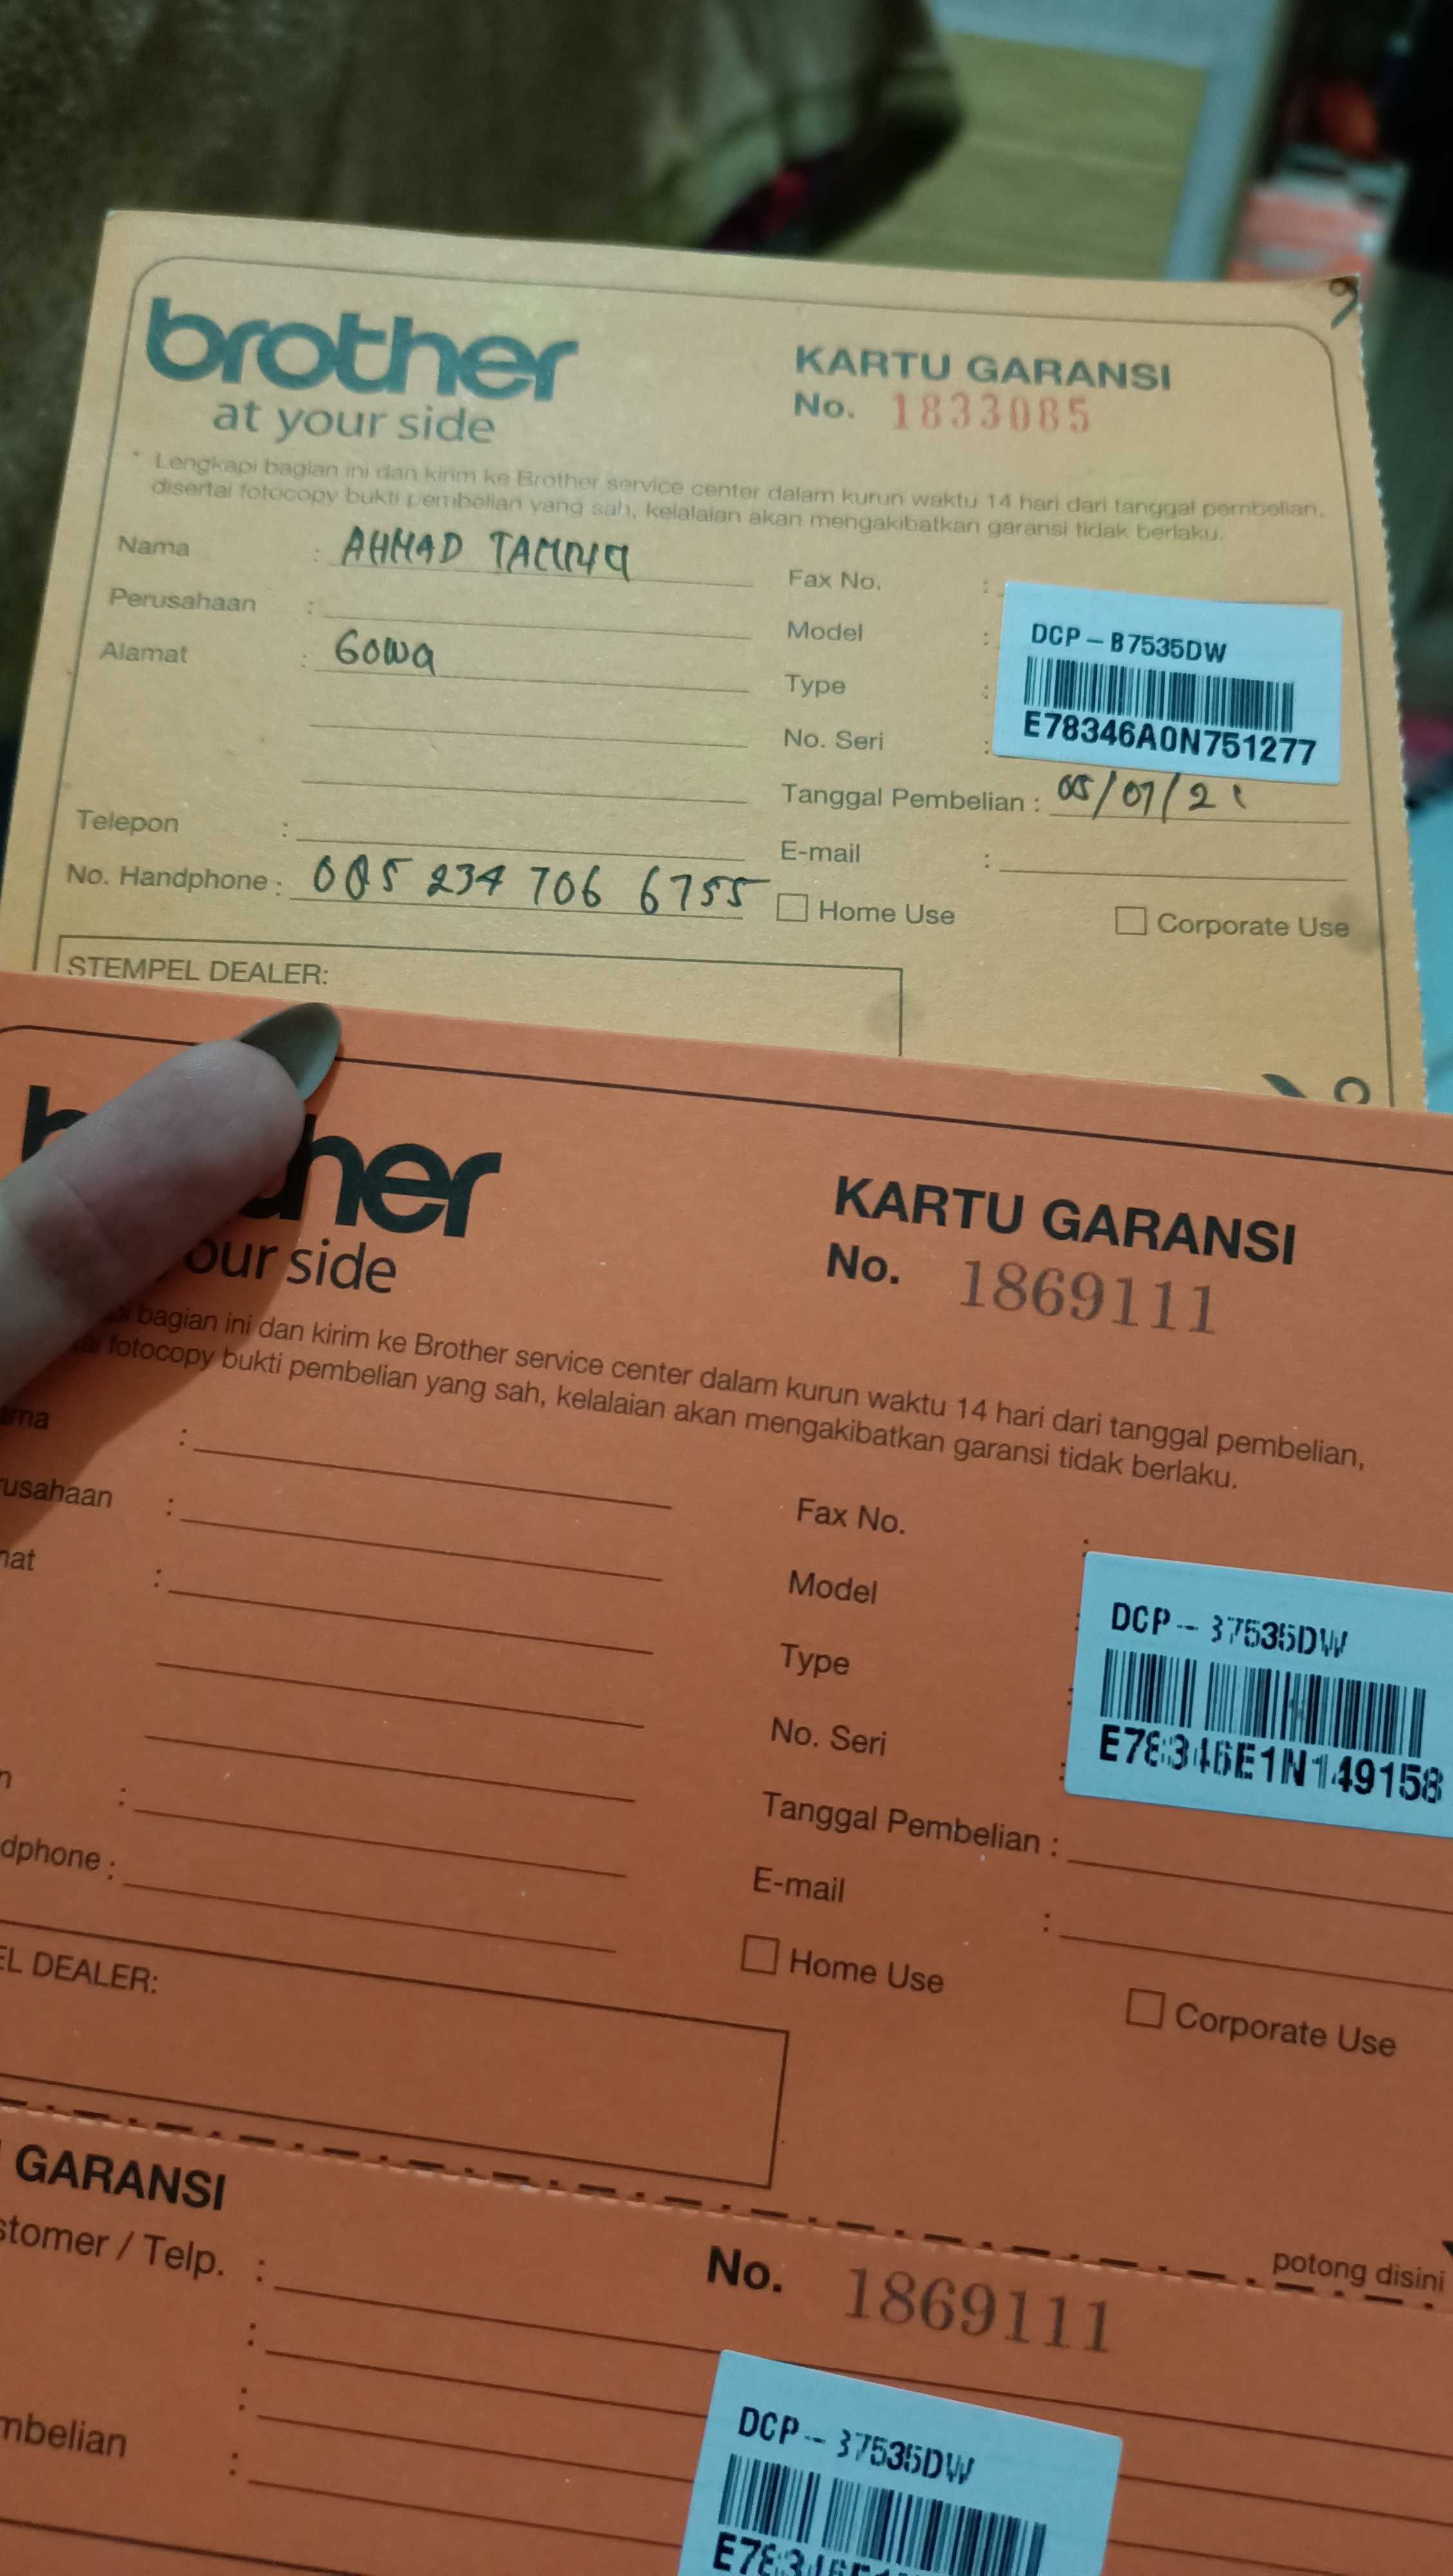 brother
at your side
KARTU GARANSI
No. 1833085
* Lengkapi bagian ini dan kirim ke Brother service center dalam kurun waktu 14 hari dari tanggal pembelian,
disertai fotocopy bukti pembelian yang sah, kelalaian akan mengakibatkan garansi tidak berlaku.
Nama : AHMAD
Perusahaan :
Alamat : Gowa
Telepon :
No. Handphone : 085 234 706 6755
Fax No. :
Model : DCP-B7535DW
Type :
No. Seri : E78346A0N751277
Tanggal Pembelian : 05/07/21
E-mail :
Home Use
Corporate Use
STEMPEL DEALER:
her
our side
KARTU GARANSI
No. 1869111
bagian ini dan kirim ke Brother service center dalam kurun waktu 14 hari dari tanggal pembelian,
fotocopy bukti pembelian yang sah, kelalaian akan mengakibatkan garansi tidak berlaku.
ama :
usahaan :
mat :
n :
dphone :
Fax No. :
Model : DCP-B7535DW
Type :
No. Seri : E78346E1N149158
Tanggal Pembelian :
E-mail :
Home Use
Corporate Use
EL DEALER:
potong disini
GARANSI
No. 1869111
stomer / Telp. :
mbelian :
DCP-B7535DW